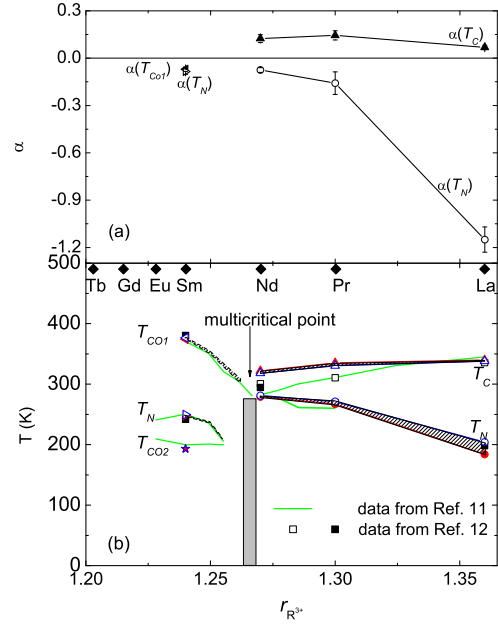 0.3
α(T_C)
0.0
α(T_Co1)
α(T_N)
-0.3
α
-0.6
α(T_N)
-0.9
(a)
-1.2
500
Tb Gd Eu Sm Nd Pr La
multicritical point
400
T_CO1
T_C
300
T (K)
T_N
T_N
200
T_CO2
data from Ref. 11
100
data from Ref. 12
(b)
0
1.20 1.25 1.30 1.35
r_R³⁺